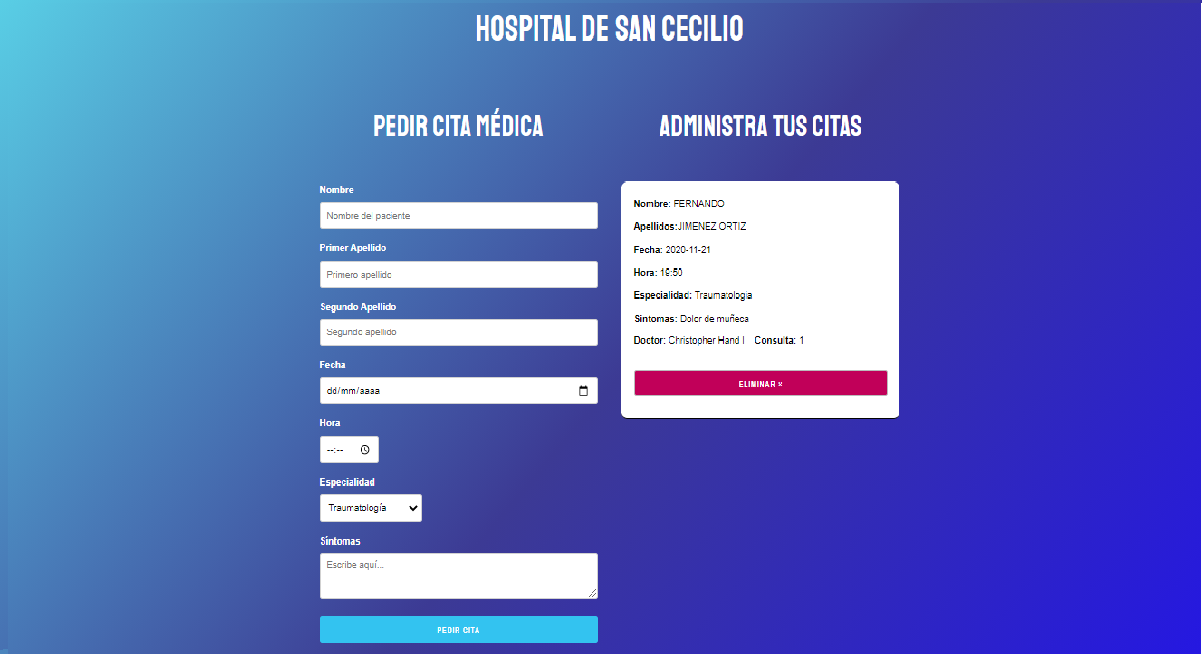 HOSPITAL DE SAN CECILIO
PEDIR CITA MÉDICA
Nombre
Nombre del paciente
Primer Apellido
Primero apellido
Segundo Apellido
Segundo apellido
Fecha
dd/mm/aaaa
Hora
--:--
Especialidad
Traumatología
Síntomas
Escribe aquí...
PEDIR CITA
ADMINISTRA TUS CITAS
Nombre: FERNANDO
Apellidos:JIMENEZ ORTIZ
Fecha: 2020-11-21
Hora: 19:50
Especialidad: Traumatologia
Sintomas: Dolor de muñeca
Doctor: Christopher Hand I Consulta: 1
ELIMINAR ×